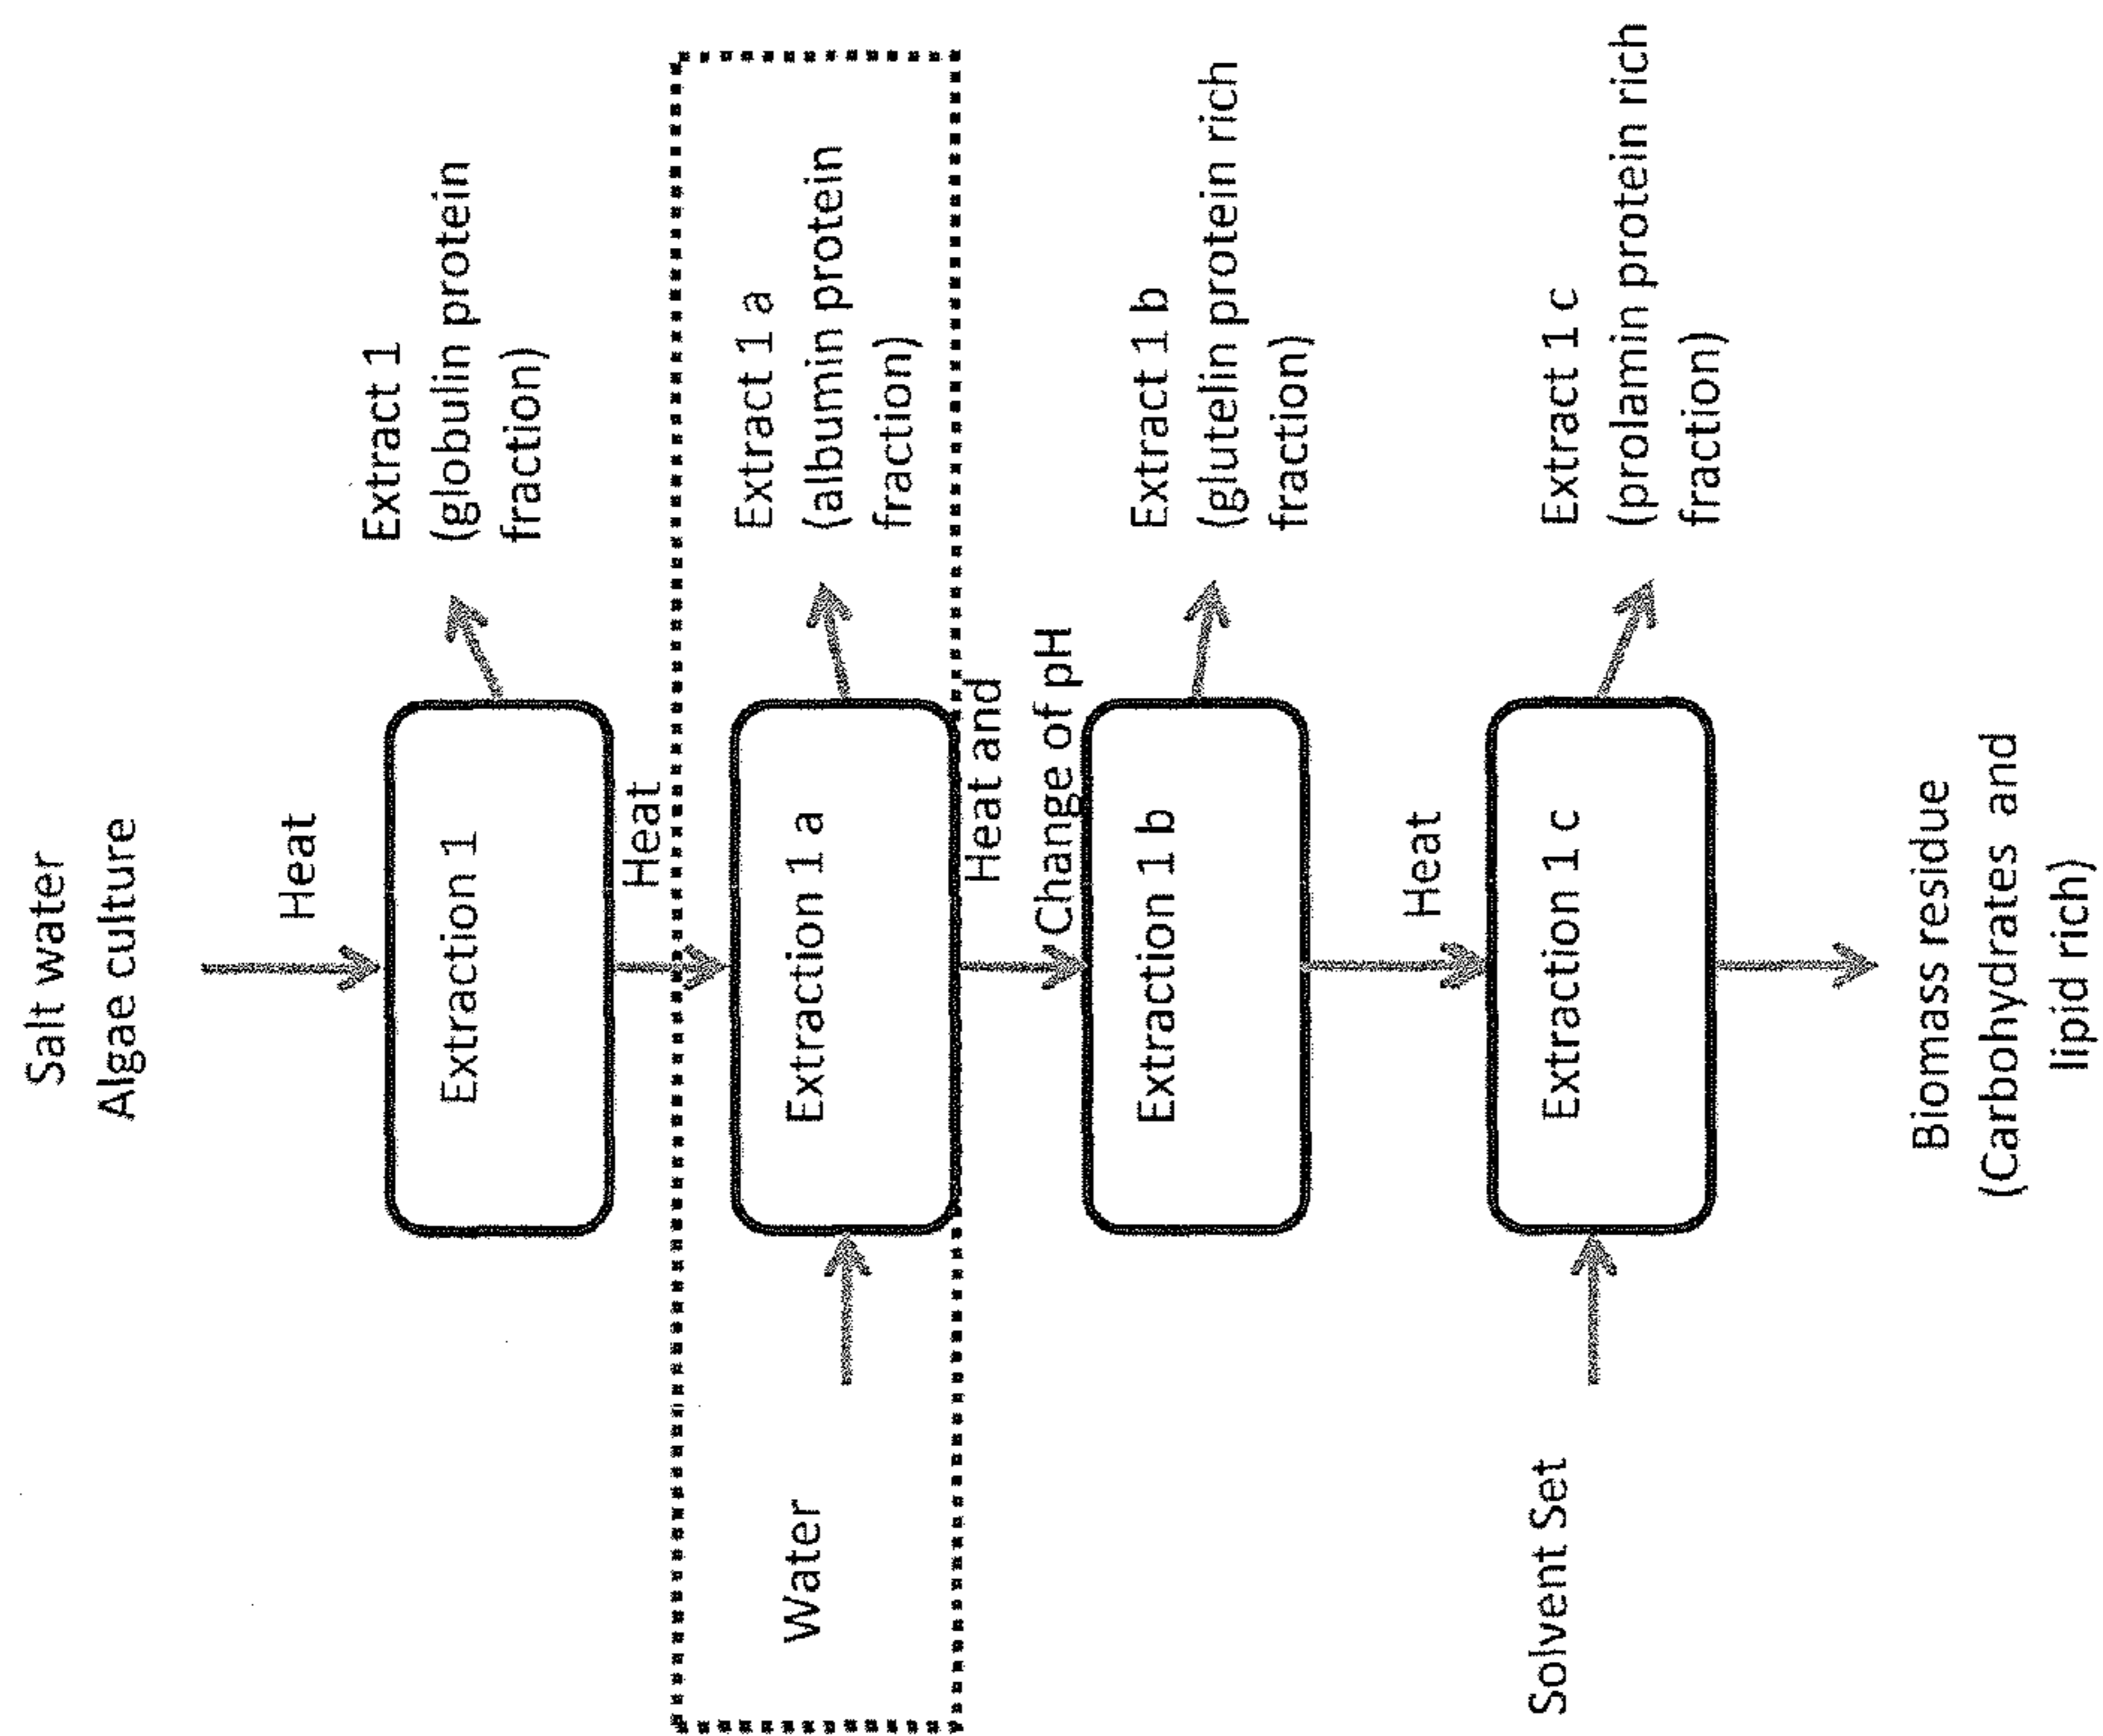 Salt water
Algae culture
Heat
Extraction 1
Extract 1
(globulin protein
fraction)
Heat
Water
Extraction 1 a
Extract 1 a
(albumin protein
fraction)
Heat and
Change of pH
Extraction 1 b
Extract 1 b
(glutelin protein rich
fraction)
Heat
Solvent Set
Extraction 1 c
Extract 1 c
(prolamin protein rich
fraction)
Biomass residue
(Carbohydrates and
lipid rich)